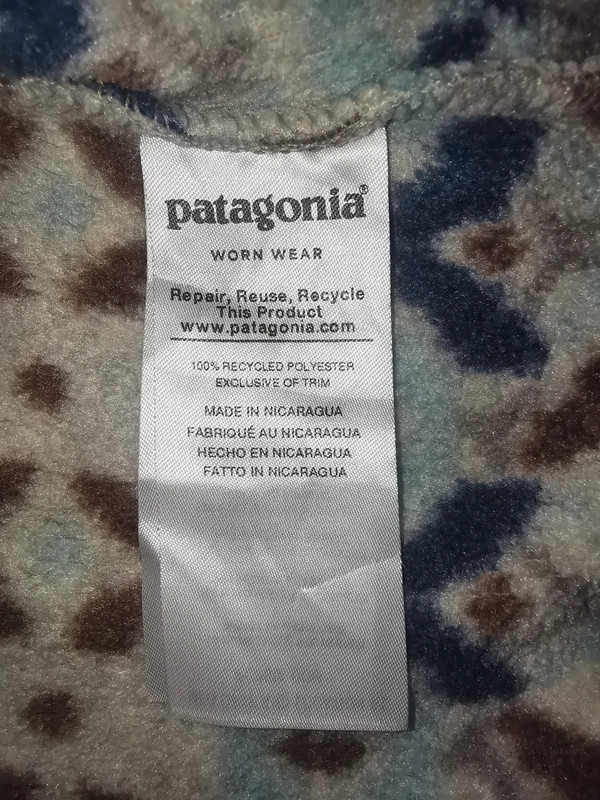 patagonia®
WORN WEAR
Repair, Reuse, Recycle
This Product
www.patagonia.com
100% RECYCLED POLYESTER
EXCLUSIVE OF TRIM
MADE IN NICARAGUA
FABRIQUÉ AU NICARAGUA
HECHO EN NICARAGUA
FATTO IN NICARAGUA